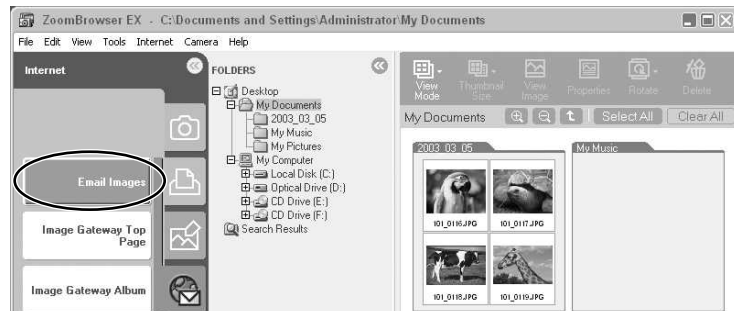 ZoomBrowser EX - C:\Documents and Settings\Administrator\My Documents
File Edit View Tools Internet Camera Help
Internet
Email Images
Image Gateway Top
Page
Image Gateway Album
FOLDERS
Desktop
My Documents
2003_03_05
My Music
My Pictures
My Computer
Local Disk (C:)
Optical Drive (D:)
CD Drive (E:)
CD Drive (F:)
Search Results
View
Mode
Thumbnail
Size
View
Image
Properties
Rotate
Delete
My Documents
Select All
Clear All
2003_03_05
My Music
101_0116.JPG
101_0117.JPG
101_0118.JPG
101_0119.JPG